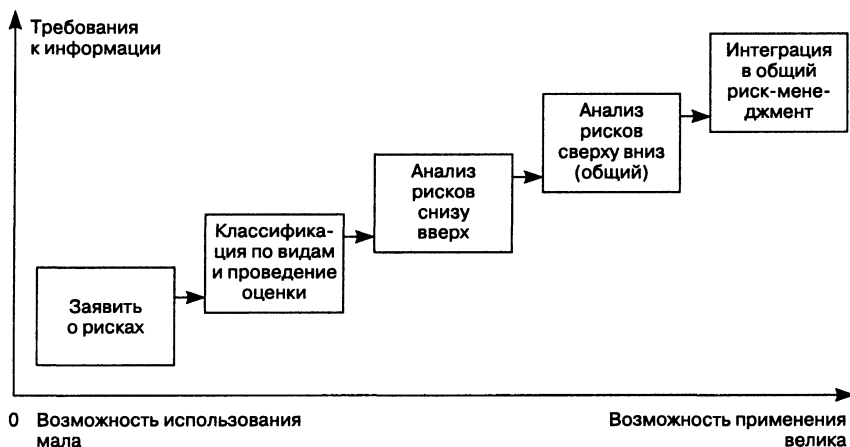 Требования
к информации
Интеграция
в общий
риск-мене-
джмент
Анализ
рисков
сверху вниз
(общий)
Анализ
рисков
снизу
вверх
Классифика-
ция по видам
и проведение
оценки
Заявить
о рисках
0 Возможность использования
мала
Возможность применения
велика